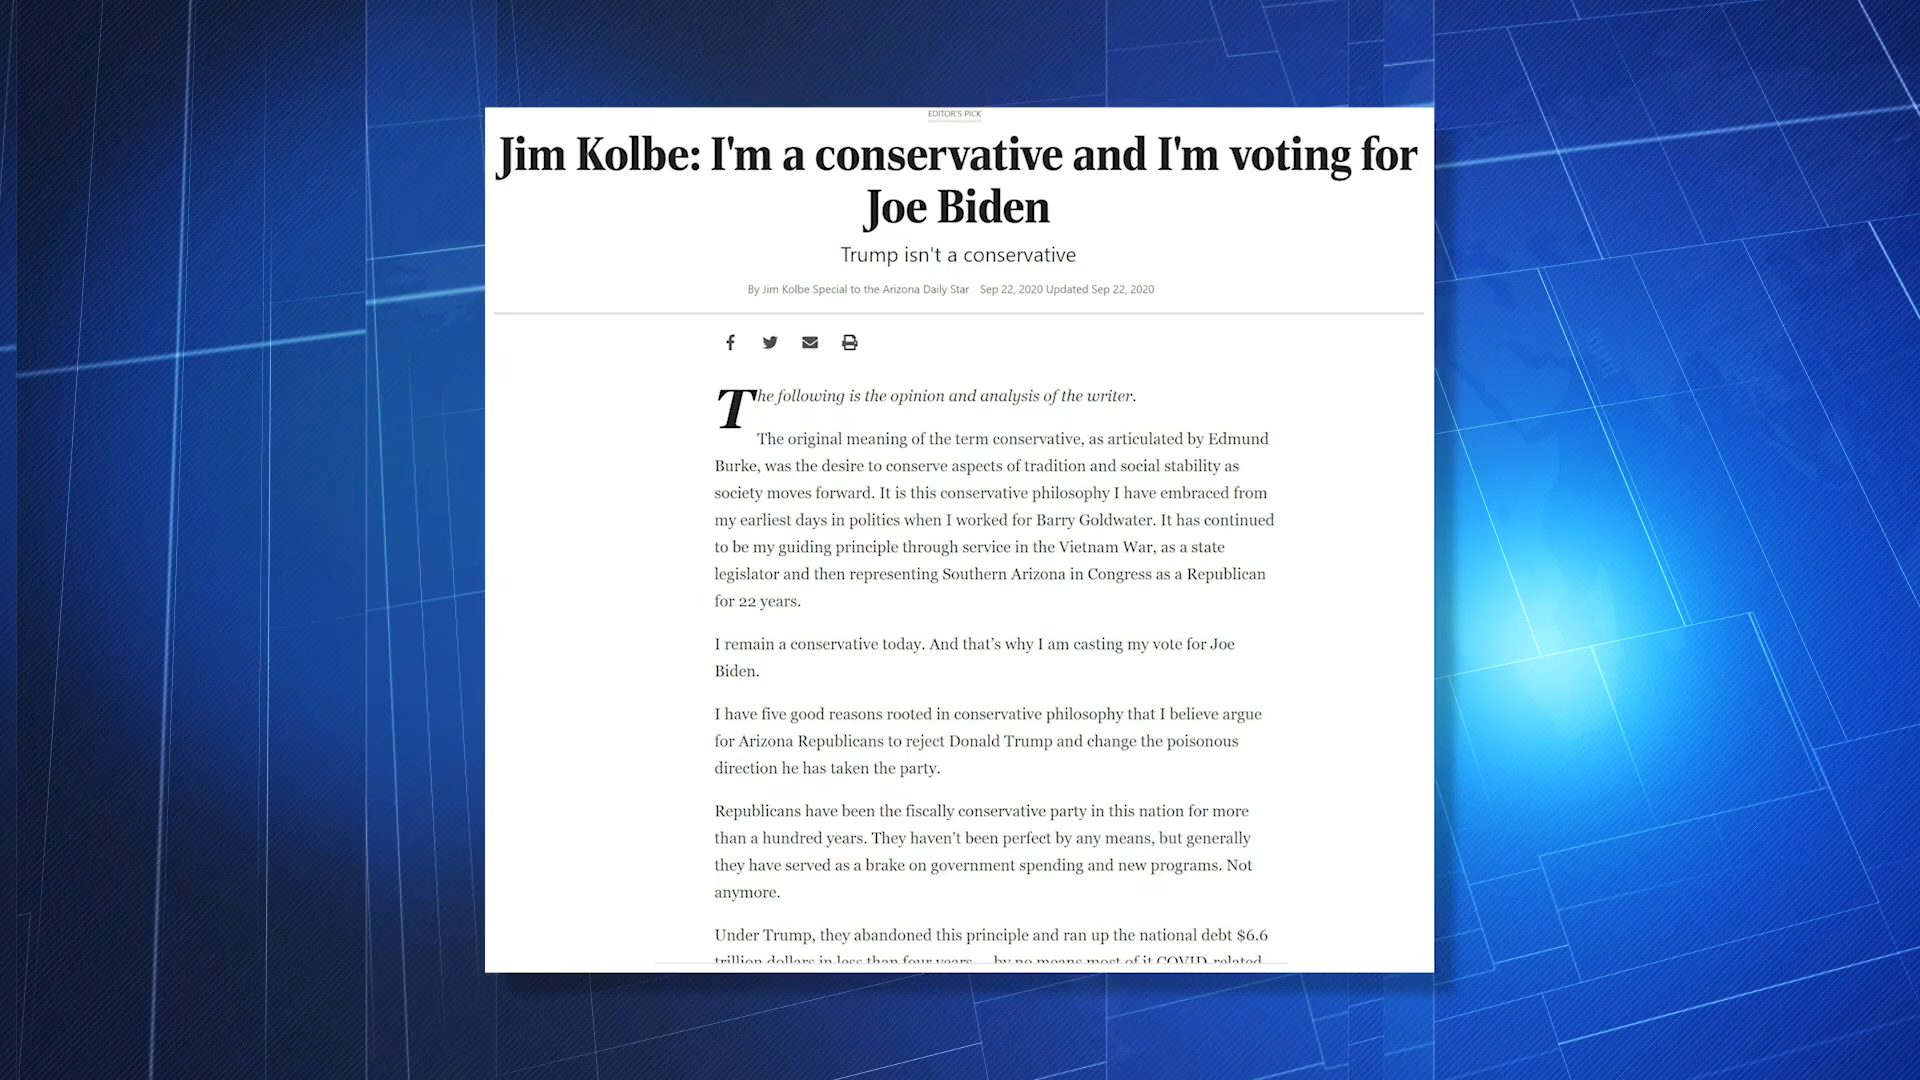 EDITOR'S PICK
Jim Kolbe: I'm a conservative and I'm voting for
Joe Biden
Trump isn't a conservative
By Jim Kolbe Special to the Arizona Daily Star Sep 22, 2020 Updated Sep 22, 2020
The following is the opinion and analysis of the writer.
The original meaning of the term conservative, as articulated by Edmund
Burke, was the desire to conserve aspects of tradition and social stability as
society moves forward. It is this conservative philosophy I have embraced from
my earliest days in politics when I worked for Barry Goldwater. It has continued
to be my guiding principle through service in the Vietnam War, as a state
legislator and then representing Southern Arizona in Congress as a Republican
for 22 years.
I remain a conservative today. And that’s why I am casting my vote for Joe
Biden.
I have five good reasons rooted in conservative philosophy that I believe argue
for Arizona Republicans to reject Donald Trump and change the poisonous
direction he has taken the party.
Republicans have been the fiscally conservative party in this nation for more
than a hundred years. They haven’t been perfect by any means, but generally
they have served as a brake on government spending and new programs. Not
anymore.
Under Trump, they abandoned this principle and ran up the national debt $6.6
trillion dollars in less than four years — by no means most of it COVID-related